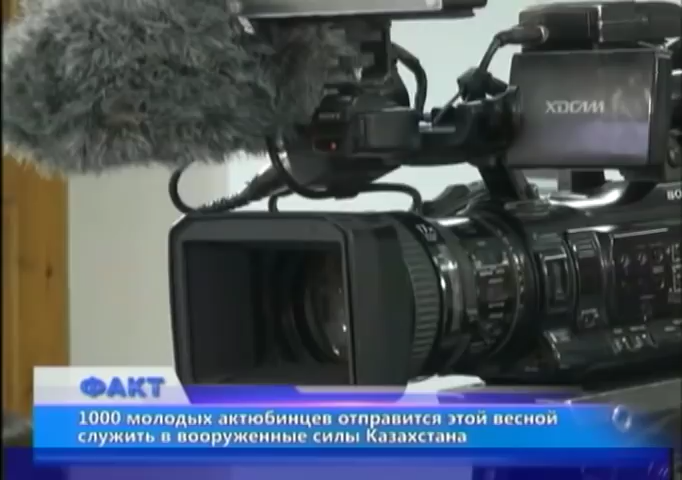 XDCAM
ФАКТ
1000 молодых актюбинцев отправится этой весной
служить в вооруженные силы Казахстана